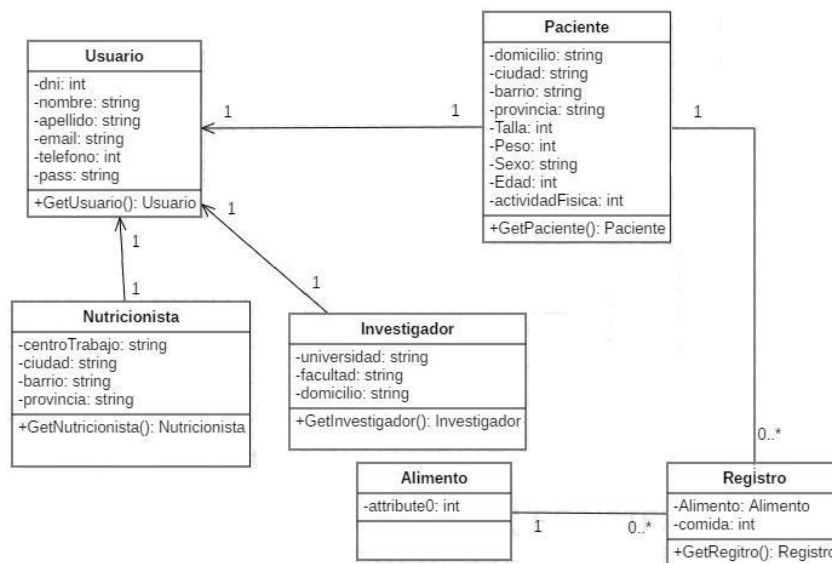 Usuario
-dni: int
-nombre: string
-apellido: string
-email: string
-telefono: int
-pass: string
+GetUsuario(): Usuario
Paciente
-domicilio: string
-ciudad: string
-barrio: string
-provincia: string
-Talla: int
-Peso: int
-Sexo: string
-Edad: int
-actividadFisica: int
+GetPaciente(): Paciente
1
1
1
1
1
1
1
Nutricionista
-centroTrabajo: string
-ciudad: string
-barrio: string
-provincia: string
+GetNutricionista(): Nutricionista
Investigador
-universidad: string
-facultad: string
-domicilio: string
+GetInvestigador(): Investigador
0..*
Alimento
-attribute0: int
1
0..*
Registro
-Alimento: Alimento
-comida: int
+GetRegitro(): Registro